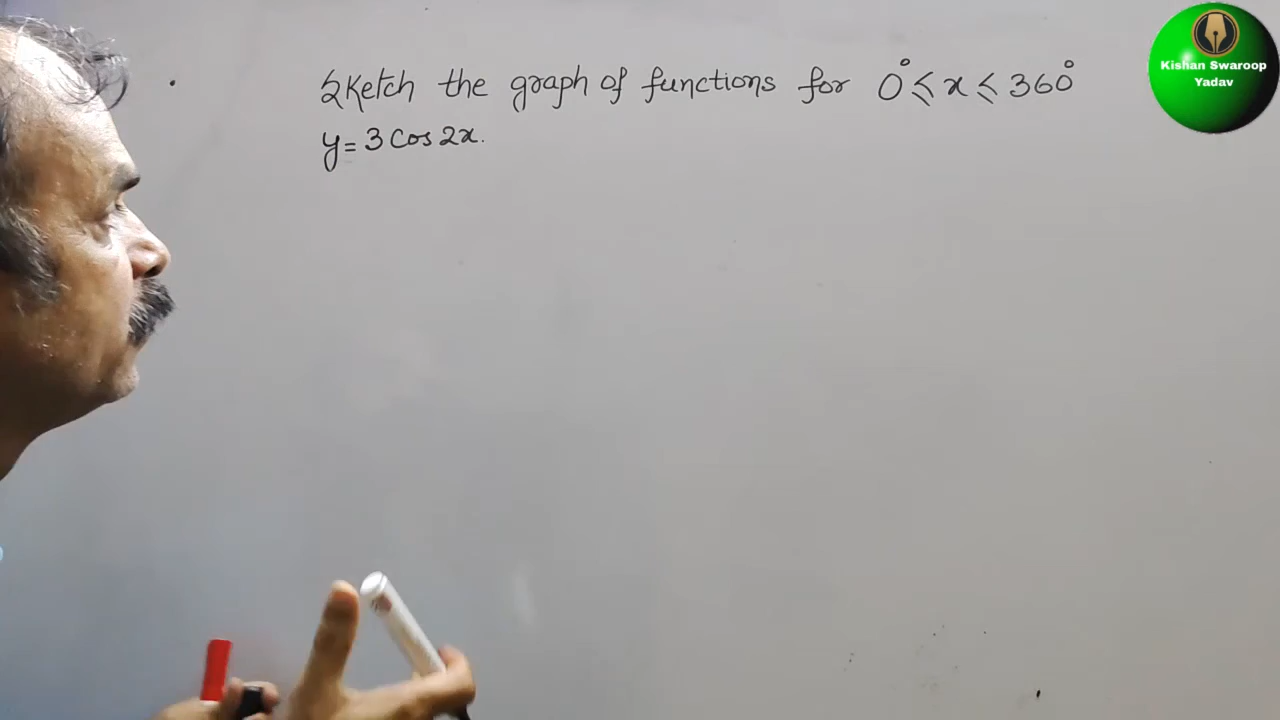 Sketch the graph of functions for 0° ≤ x ≤ 360°
y = 3 cos 2x.
Kishan Swaroop
Yadav